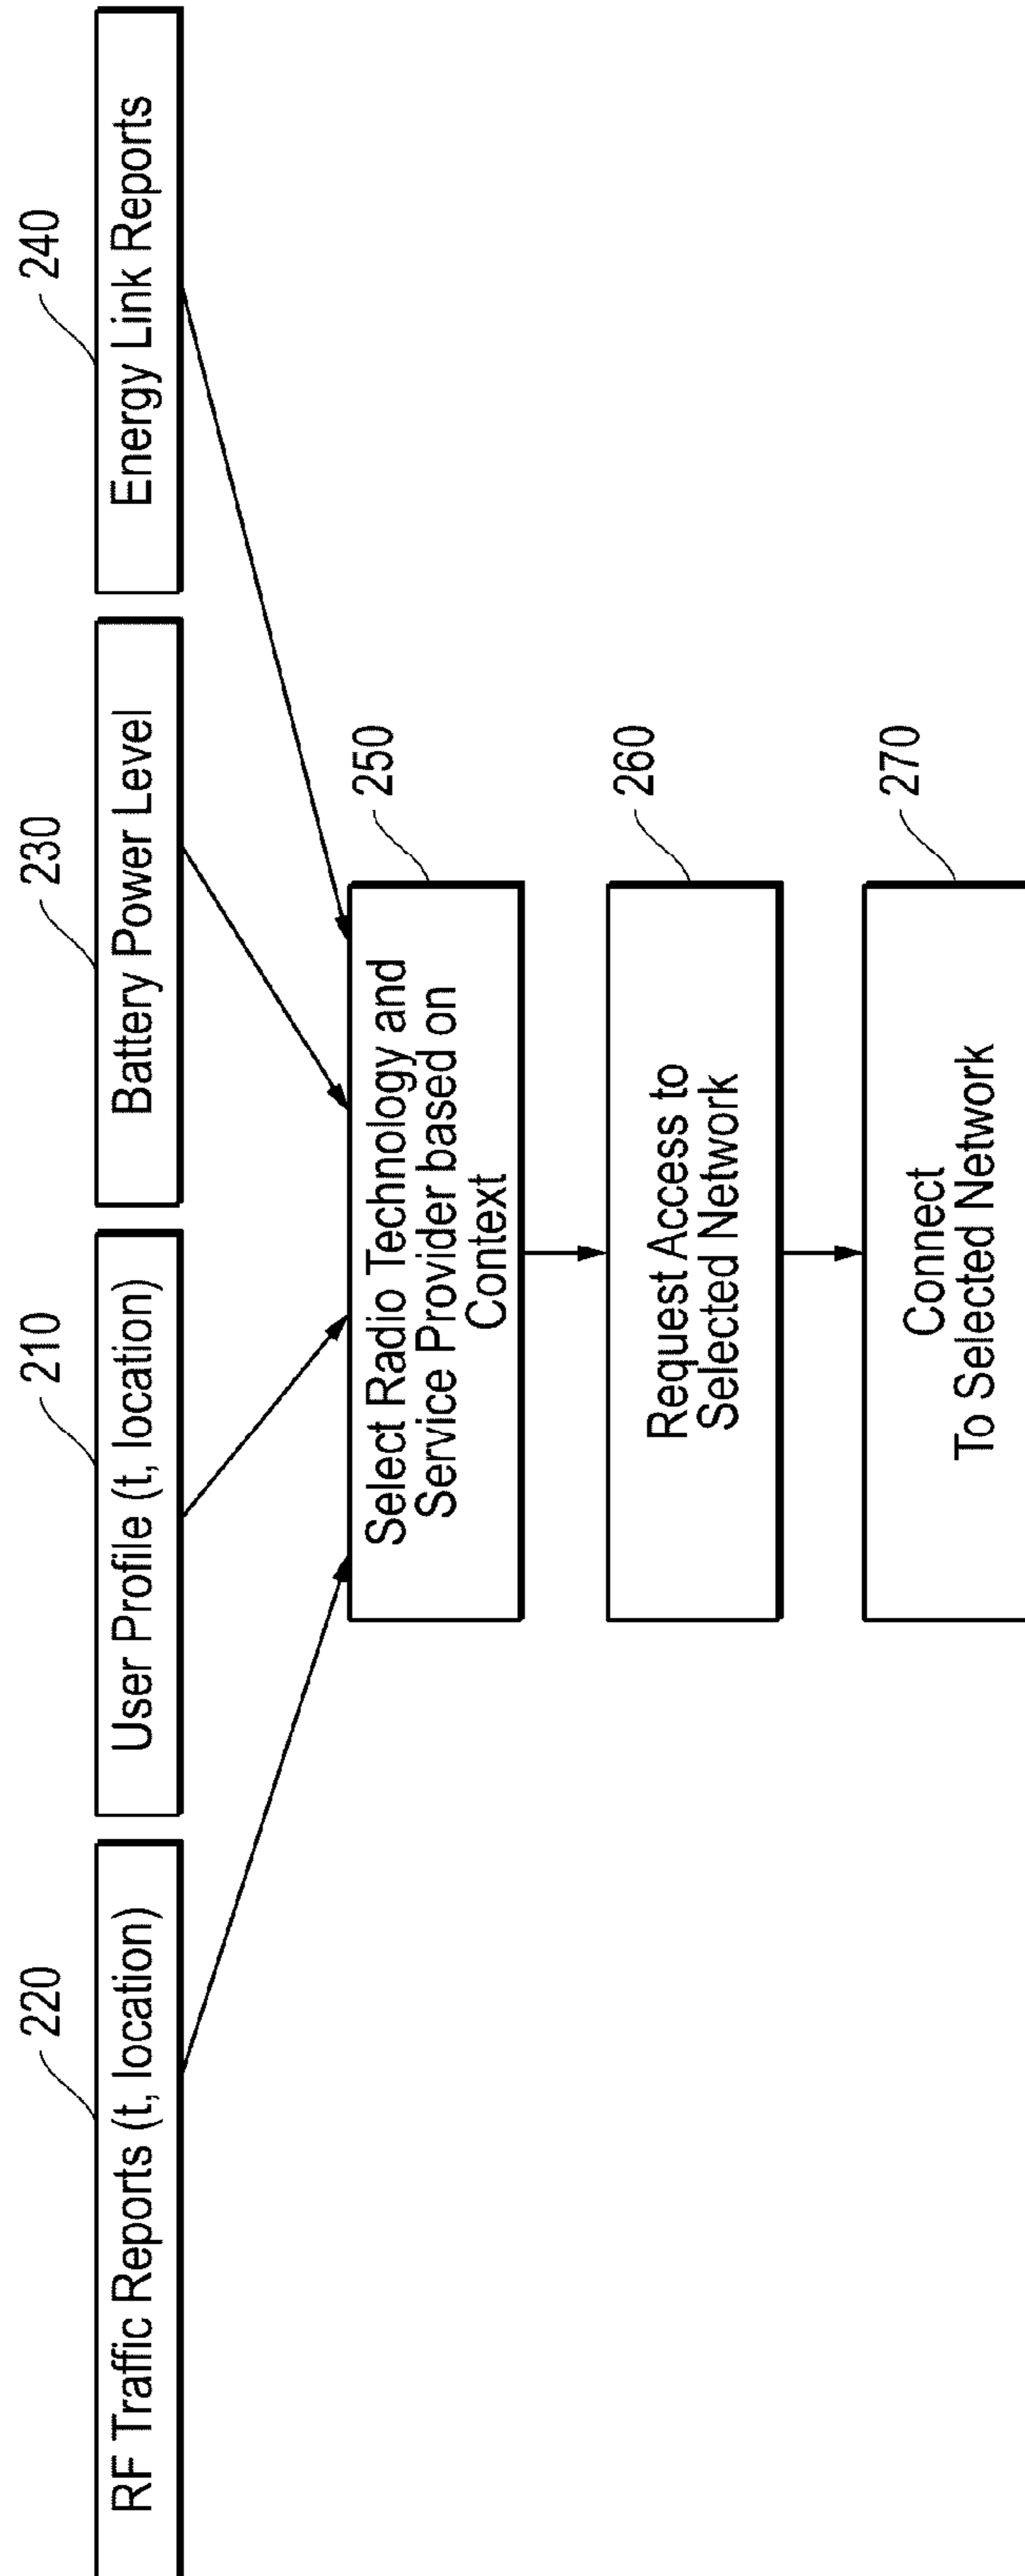 220
RF Traffic Reports (t, location)
210
User Profile (t, location)
230
Battery Power Level
240
Energy Link Reports
250
Select Radio Technology and
Service Provider based on
Context
260
Request Access to
Selected Network
270
Connect
To Selected Network